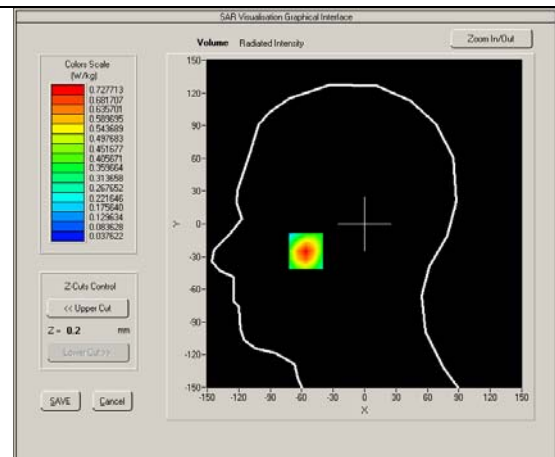 SAR Visualisation Graphical Interface
Volume Radiated Intensity
Zoom In/Out
Colors Scale
(W/kg)
0.727713
0.681707
0.635701
0.589695
0.543689
0.497683
0.451677
0.405671
0.359664
0.313658
0.267652
0.221646
0.175640
0.129634
0.083628
0.037622
Z-Cuts Control
<< Upper Cut
Z = 0.2 mm
Lower Cut >>
SAVE Cancel
150
120
90
60
30
0
-30
-60
-90
-120
-150
Y
-150 -120 -90 -60 -30 0 30 60 90 120 150
X